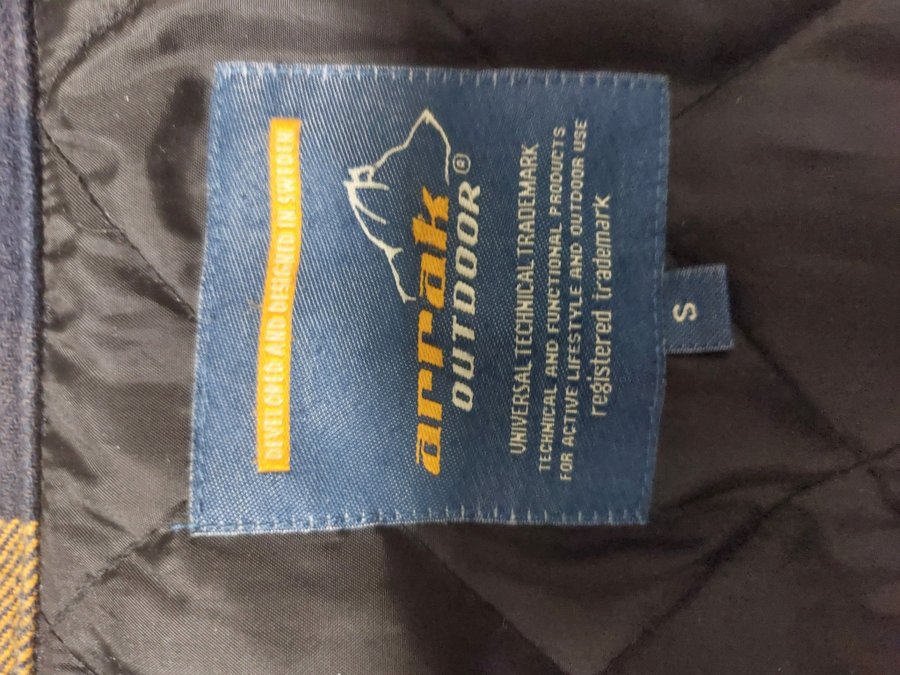 DEVELOPED AND DESIGNED IN SWEDEN
arrak
OUTDOOR®
UNIVERSAL TECHNICAL TRADEMARK
TECHNICAL AND FUNCTIONAL PRODUCTS
FOR ACTIVE LIFESTYLE AND OUTDOOR USE
registered trademark
S